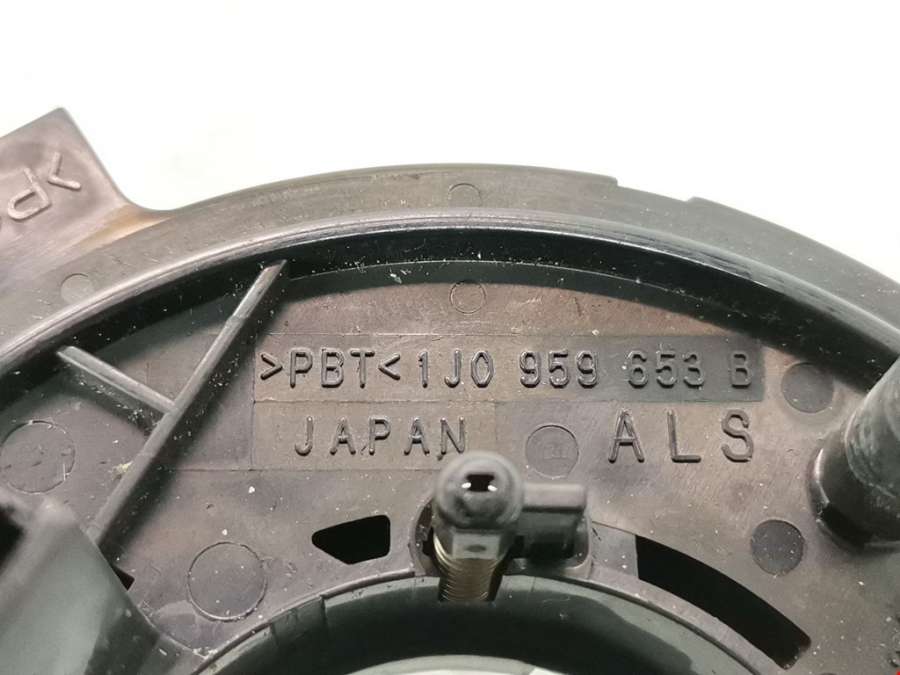 >PBT< 1J0 959 653 B
JAPAN ALS